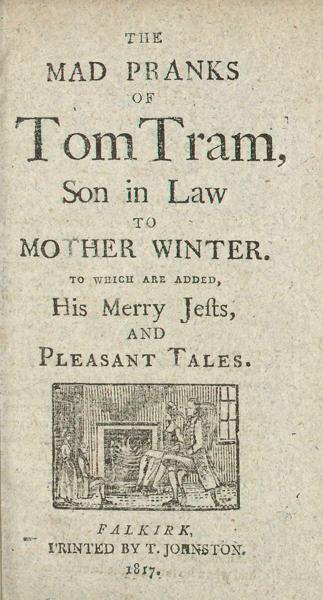 THE
MAD PRANKS
OF
Tom Tram,
Son in Law
TO
MOTHER WINTER.
TO WHICH ARE ADDED,
His Merry Jeſts,
AND
PLEASANT TALES.
FALKIRK,
PRINTED BY T. JOHNSTON.
1817.